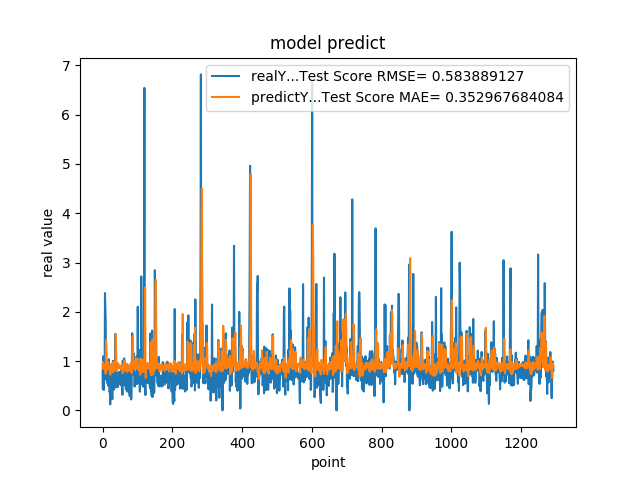 model predict
realY...Test Score RMSE= 0.583889127
predictY...Test Score MAE= 0.352967684084
real value
7
6
5
4
3
2
1
0
0 200 400 600 800 1000 1200
point